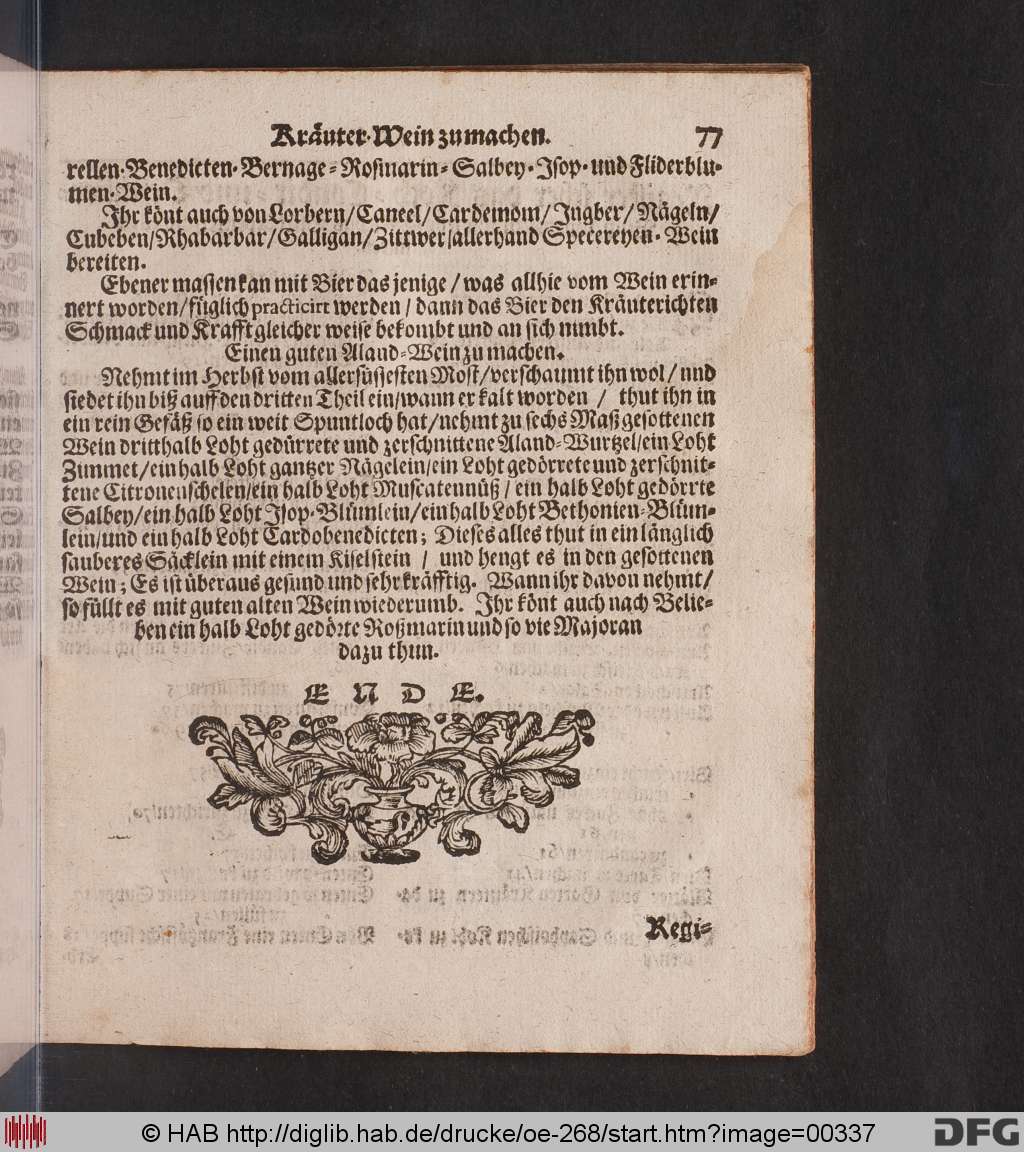 Kräuter-Wein zumachen. 77
rellen-Benedicten-Bernage-Rosmarin-Salbey-Isop-und Fliderblu-
men-Wein.
Ihr könt auch von Lorbern/Caneel/Cardemom/Ingber/Nägeln/
Cubeben/Rhabarbar/Galligan/Zittwer/allerhand Specereyen-Wein
bereiten.
Ebener massen kan mit Bier das jenige/was allhie vom Wein erin-
nert worden/füglich practicirt werden/dann das Bier den Kräuterichten
Schmack und Krafft gleicher weise bekombt und an sich nimbt.
Einen guten Aland-Wein zu machen.
Nehmt im Herbst vom allersüsiesten Most/verschaumt ihn wol/und
siedet ihn biß auff den dritten Theil ein/wann er kalt worden/thut ihn in
ein rein Gefäß so ein weit Spuntloch hat/nehmt zu sechs Maß gesottenen
Wein dritthalb Loht gedürrete und zerschnittene Aland-Wurtzel/ein Loht
Zimmet/ein halb Loht gantzer Nägelein/ein Loht gedörrete und zerschnit-
tene Citronenschelen/ein halb Loht Muscatennüß/ein halb Loht gedörrte
Salbey/ein halb Loht Isop-Blümlein/ein halb Loht Bethonien-Blüm-
lein/und ein halb Loht Cardobenedicten; Dieses alles thut in ein länglich
sauberes Säcklein mit einem Kiselstein/und hengt es in den gesottenen
Wein; Es ist überaus gesund und sehr kräfftig. Wann ihr davon nehmt/
so füllt es mit guten alten Wein wiederumb. Ihr könt auch nach Belie-
ben ein halb Loht gedörte Roßmarin und so vie Majoran
dazu thun.
ENDE.
Regi-
© HAB http://diglib.hab.de/drucke/oe-268/start.htm?image=00337
DFG